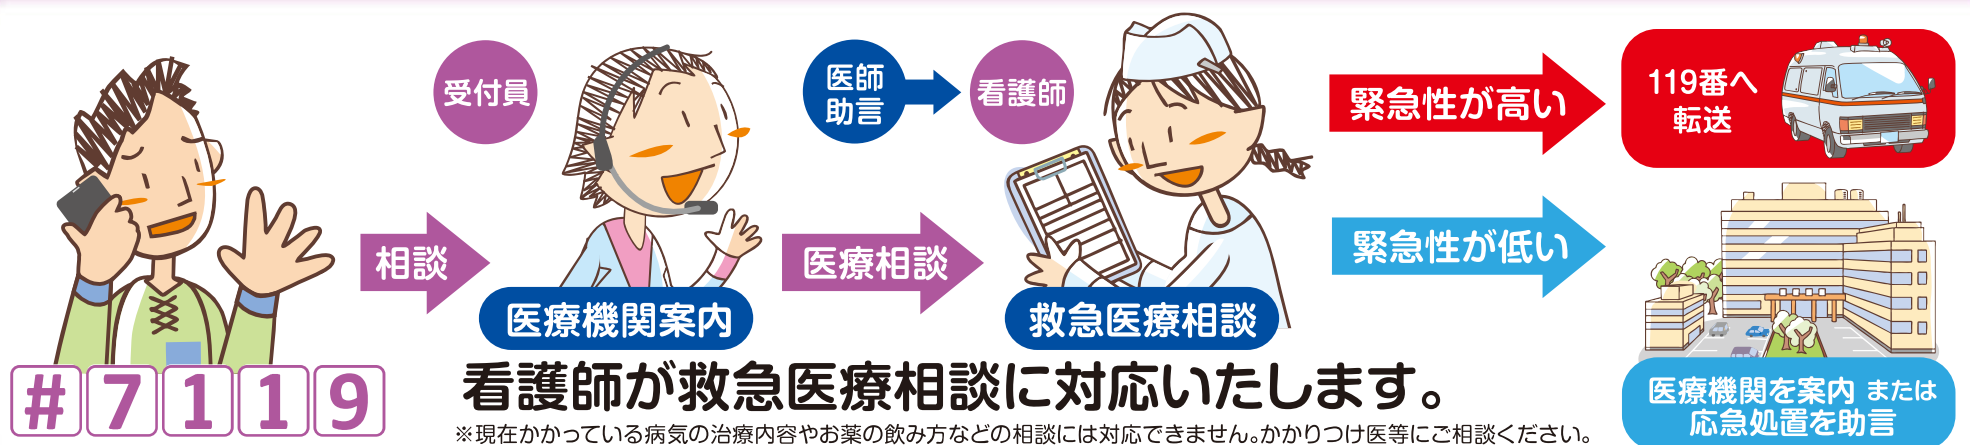 #7119
相談
受付員
医療機関案内
医療相談
医師
助言
看護師
救急医療相談
緊急性が高い
119番へ
転送
緊急性が低い
医療機関を案内 または
応急処置を助言
看護師が救急医療相談に対応いたします。
※現在かかっている病気の治療内容やお薬の飲み方などの相談には対応できません。かかりつけ医等にご相談ください。